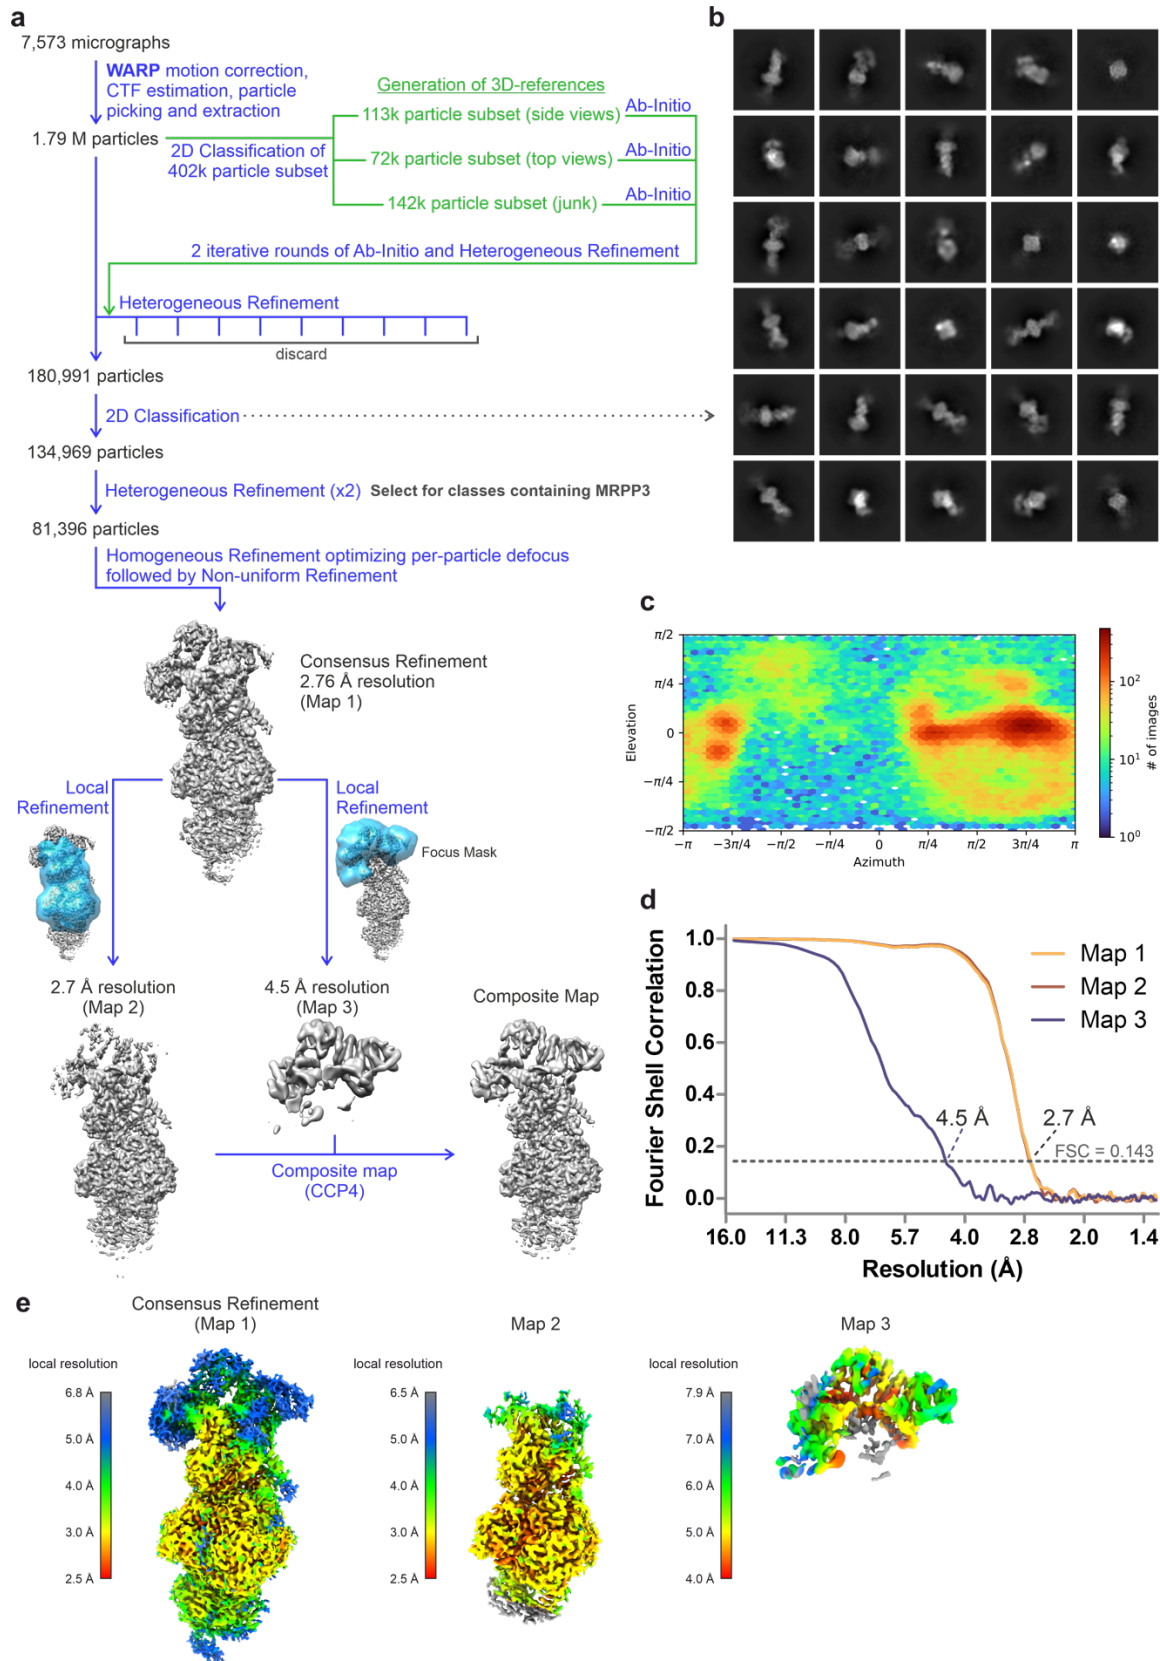 a
7,573 micrographs
WARP motion correction,
CTF estimation, particle
picking and extraction
1.79 M particles
Generation of 3D-references
113k particle subset (side views)
Ab-Initio
2D Classification of
402k particle subset
72k particle subset (top views)
Ab-Initio
142k particle subset (junk)
Ab-Initio
2 iterative rounds of Ab-Initio and Heterogeneous Refinement
Heterogeneous Refinement
discard
180,991 particles
2D Classification
134,969 particles
Heterogeneous Refinement (x2) Select for classes containing MRPP3
81,396 particles
Homogeneous Refinement optimizing per-particle defocus
followed by Non-uniform Refinement
Consensus Refinement
2.76 Å resolution
(Map 1)
Local
Refinement
Local
Refinement
Focus Mask
2.7 Å resolution
(Map 2)
4.5 Å resolution
(Map 3)
Composite Map
Composite map
(CCP4)
b
c
π/2
π/4
0
−π/4
−π/2
Elevation
−π
−3π/4
−π/2
−π/4
0
π/4
π/2
3π/4
π
Azimuth
10²
10¹
10⁰
# of images
d
1.0
0.8
0.6
0.4
0.2
0.0
Fourier Shell Correlation
Map 1
Map 2
Map 3
4.5 Å
2.7 Å
FSC = 0.143
16.0
11.3
8.0
5.7
4.0
2.8
2.0
1.4
Resolution (Å)
e
Consensus Refinement
(Map 1)
local resolution
6.8 Å
5.0 Å
4.0 Å
3.0 Å
2.5 Å
Map 2
local resolution
6.5 Å
5.0 Å
4.0 Å
3.0 Å
2.5 Å
Map 3
local resolution
7.9 Å
7.0 Å
6.0 Å
5.0 Å
4.0 Å